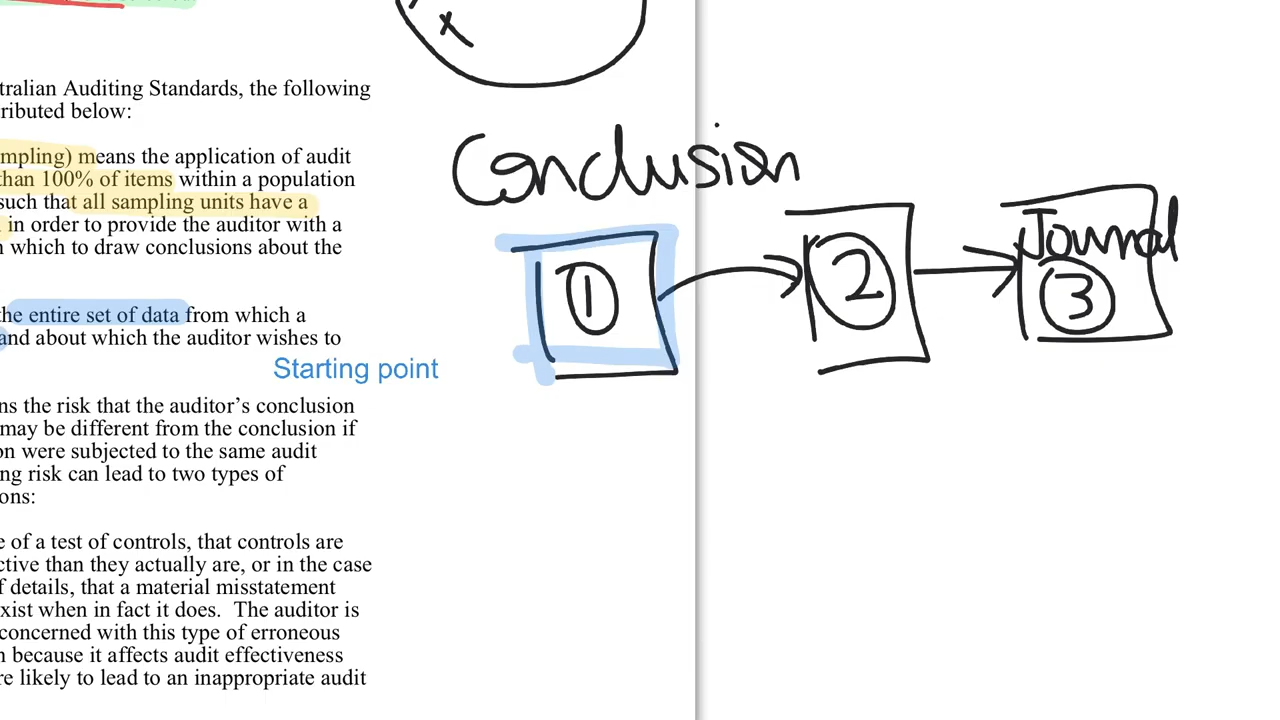 tralian Auditing Standards, the following
ributed below:
mpling) means the application of audit
than 100% of items within a population
such that all sampling units have a
in order to provide the auditor with a
n which to draw conclusions about the
the entire set of data from which a
and about which the auditor wishes to
Starting point
ns the risk that the auditor’s conclusion
may be different from the conclusion if
on were subjected to the same audit
ng risk can lead to two types of
ons:
e of a test of controls, that controls are
ctive than they actually are, or in the case
f details, that a material misstatement
xist when in fact it does. The auditor is
concerned with this type of erroneous
n because it affects audit effectiveness
re likely to lead to an inappropriate audit
x
Conclusion
1
2
Journal
3